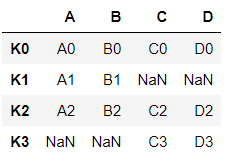 A B C D
K0 A0 B0 C0 D0
K1 A1 B1 NaN NaN
K2 A2 B2 C2 D2
K3 NaN NaN C3 D3